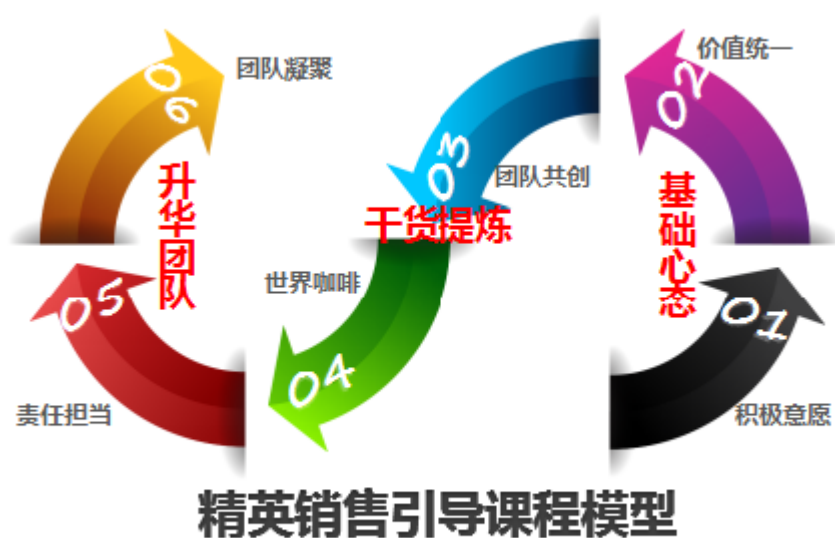 06
团队凝聚
升华团队
03
团队共创
干货提炼
02
价值统一
基础心态
05
责任担当
世界咖啡
04
01
积极意愿
精英销售引导课程模型